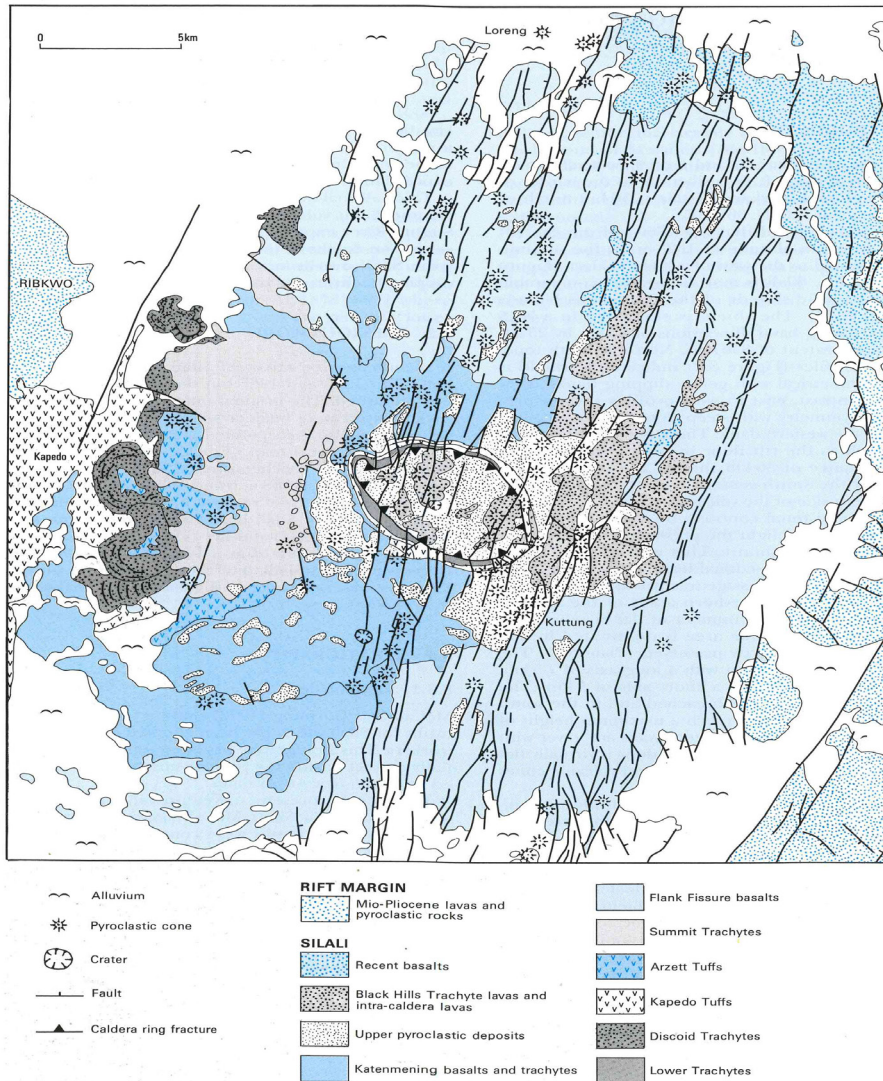 Loreng
0
5km
RIBKWO
Kapedo
Kuttung
Alluvium
Pyroclastic cone
Crater
Fault
Caldera ring fracture
RIFT MARGIN
Mio-Pliocene lavas and
pyroclastic rocks
SILALI
Recent basalts
Black Hills Trachyte lavas and
intra-caldera lavas
Upper pyroclastic deposits
Katenmening basalts and trachytes
Flank Fissure basalts
Summit Trachytes
Arzett Tuffs
Kapedo Tuffs
Discoid Trachytes
Lower Trachytes